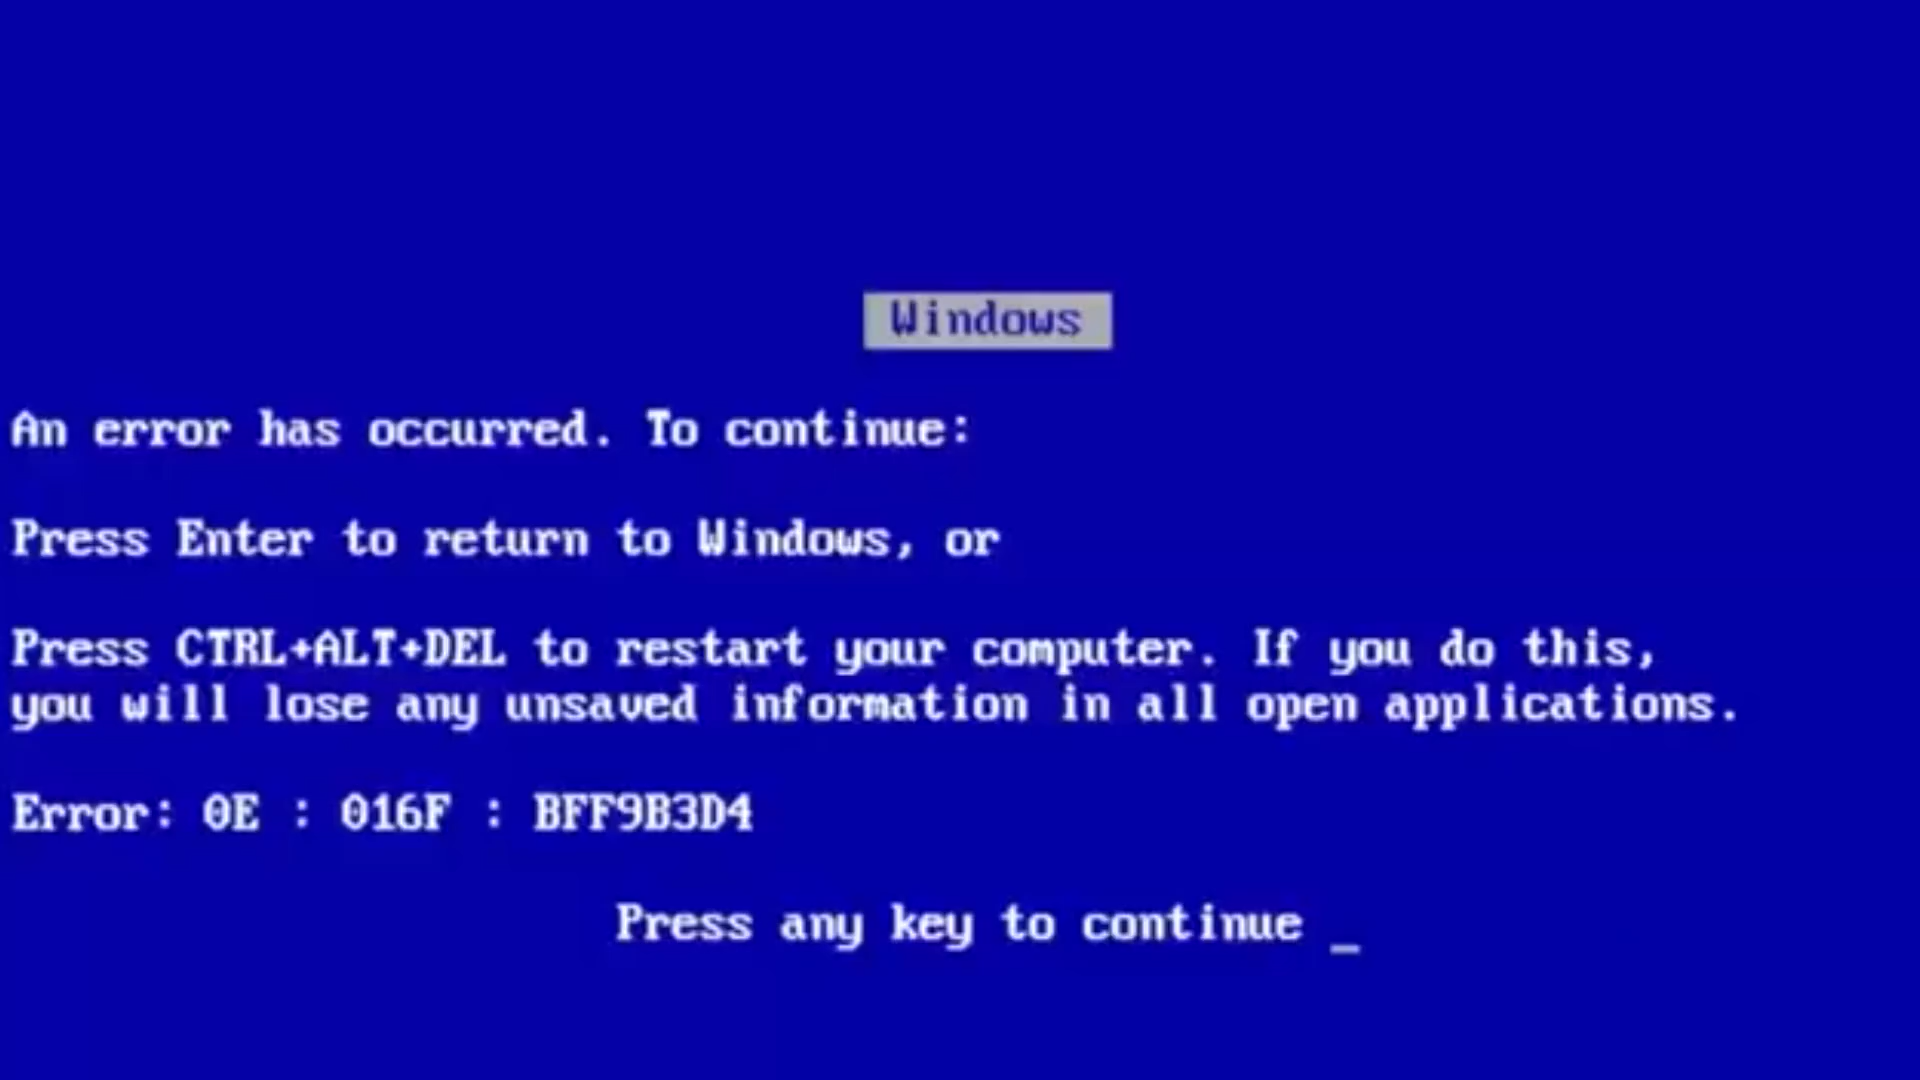 Windows
An error has occurred. To continue:
Press Enter to return to Windows, or
Press CTRL+ALT+DEL to restart your computer. If you do this,
you will lose any unsaved information in all open applications.
Error: 0E : 016F : BFF9B3D4
Press any key to continue _